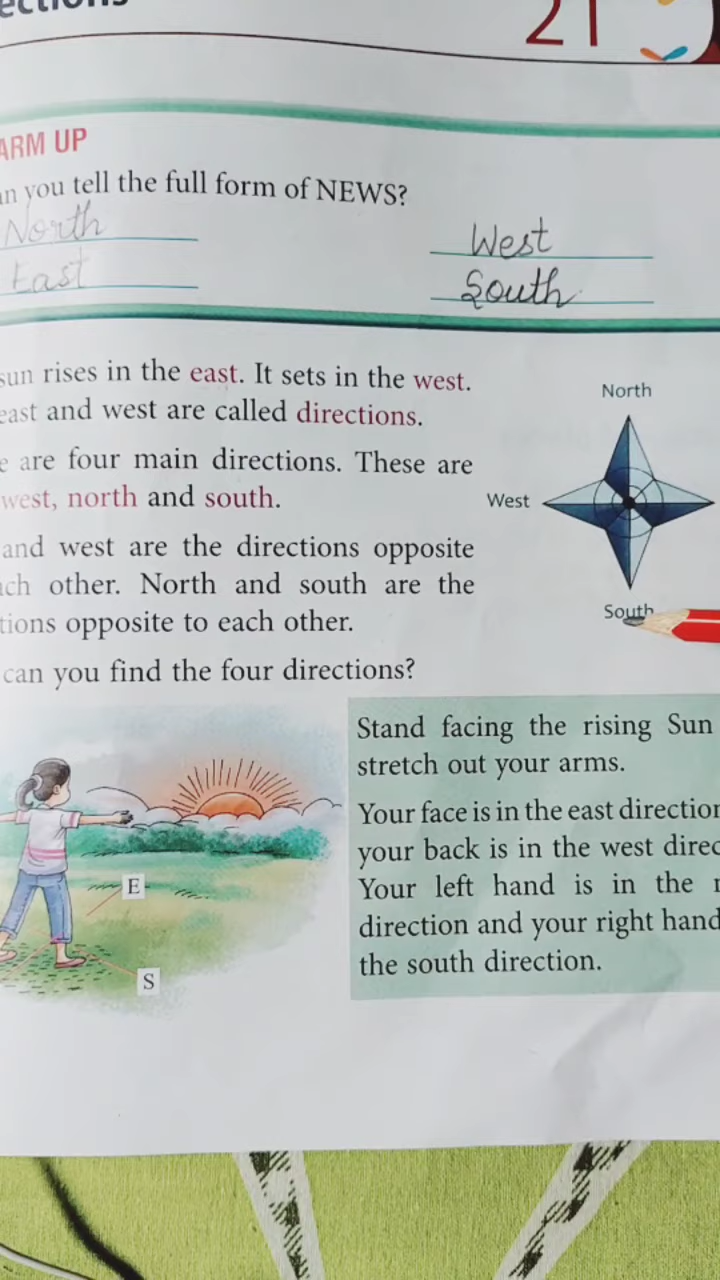 ections
21
ARM UP
an you tell the full form of NEWS?
North
West
East
South
sun rises in the east. It sets in the west.
east and west are called directions.
e are four main directions. These are
west, north and south.
and west are the directions opposite
ach other. North and south are the
tions opposite to each other.
can you find the four directions?
North
West
South
Stand facing the rising Sun
stretch out your arms.
Your face is in the east direction
your back is in the west direc
Your left hand is in the
direction and your right hand
the south direction.
E
S